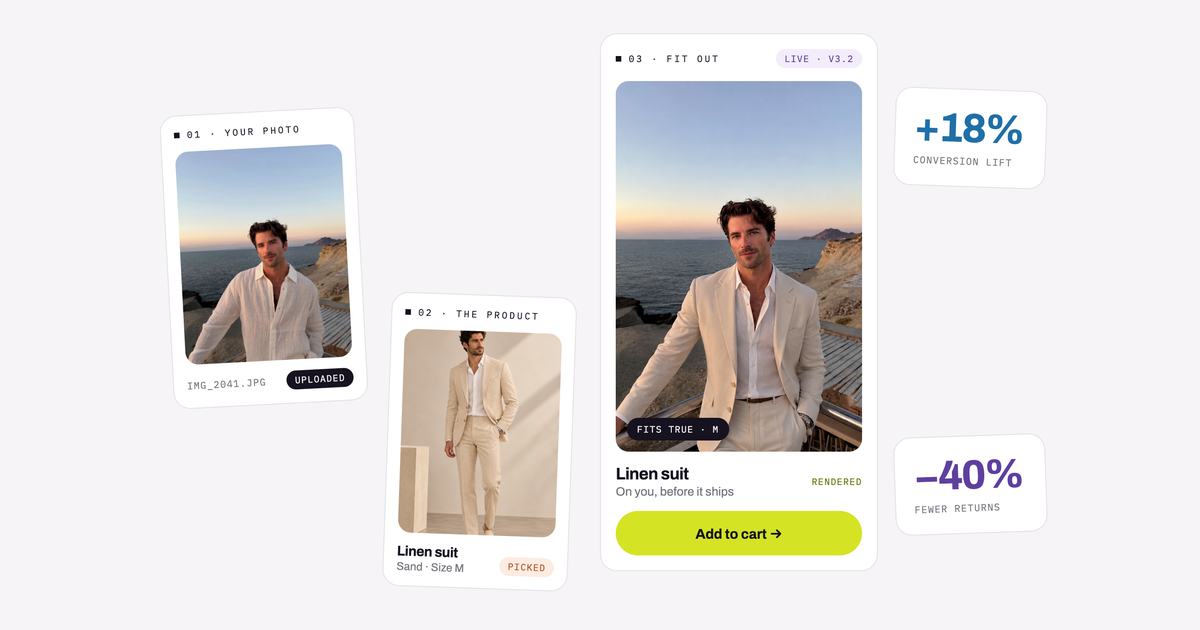 01 · YOUR PHOTO
IMG_2041.JPG
UPLOADED
02 · THE PRODUCT
Linen suit
Sand · Size M
PICKED
03 · FIT OUT
LIVE · V3.2
FITS TRUE · M
Linen suit
On you, before it ships
RENDERED
Add to cart →
+18%
CONVERSION LIFT
–40%
FEWER RETURNS